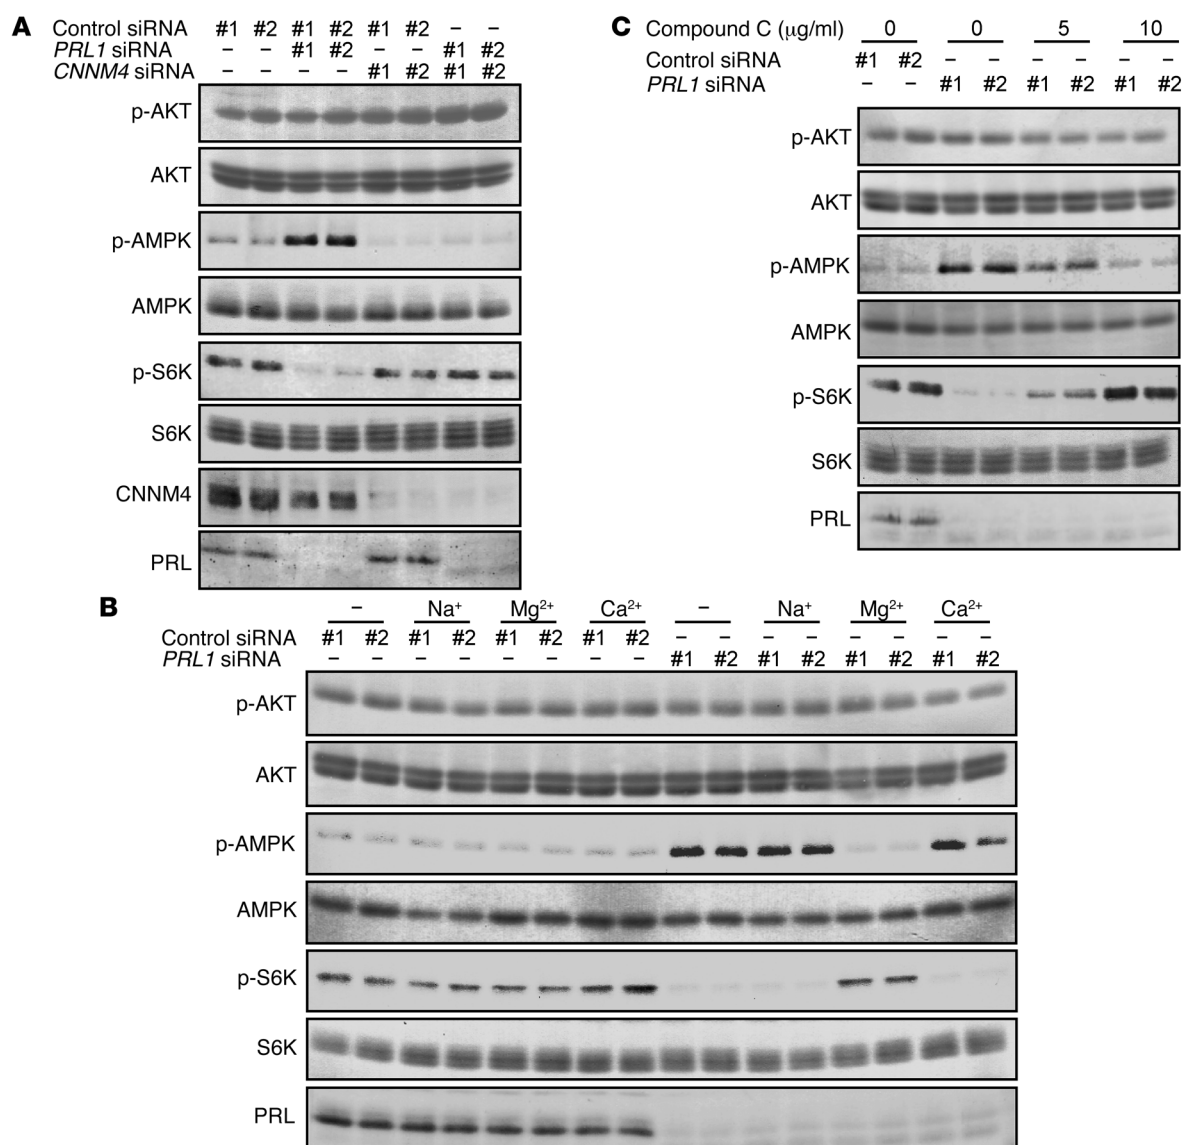 A
Control siRNA #1 #2 #1 #2 #1 #2 – –
PRL1 siRNA – – #1 #2 – – #1 #2
CNNM4 siRNA – – – – #1 #2 #1 #2
p-AKT
AKT
p-AMPK
AMPK
p-S6K
S6K
CNNM4
PRL
C
Compound C (μg/ml) 0 0 5 10
Control siRNA #1 #2 – – – – – –
PRL1 siRNA – – #1 #2 #1 #2 #1 #2
p-AKT
AKT
p-AMPK
AMPK
p-S6K
S6K
PRL
B
– Na⁺ Mg²⁺ Ca²⁺ – Na⁺ Mg²⁺ Ca²⁺
Control siRNA #1 #2 #1 #2 #1 #2 #1 #2 – – – – – – – –
PRL1 siRNA – – – – – – – – #1 #2 #1 #2 #1 #2 #1 #2
p-AKT
AKT
p-AMPK
AMPK
p-S6K
S6K
PRL